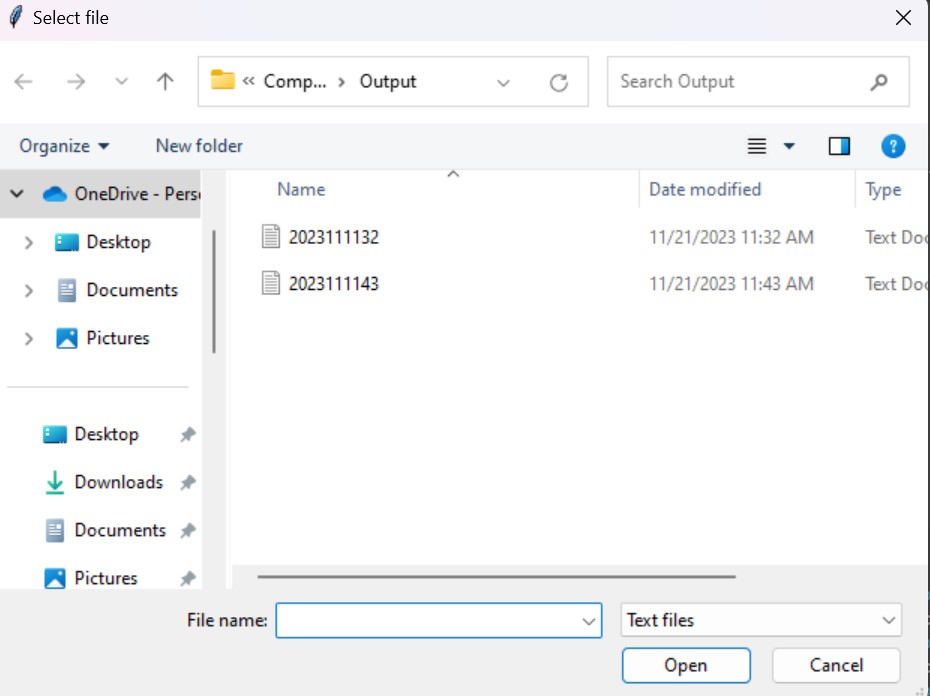 Select file
« Comp... › Output
Search Output
Organize
New folder
?
Name
Date modified
Type
OneDrive - Pers
Desktop
Documents
Pictures
2023111132 11/21/2023 11:32 AM Text Doc
2023111143 11/21/2023 11:43 AM Text Doc
Desktop
Downloads
Documents
Pictures
File name:
Text files
Open
Cancel